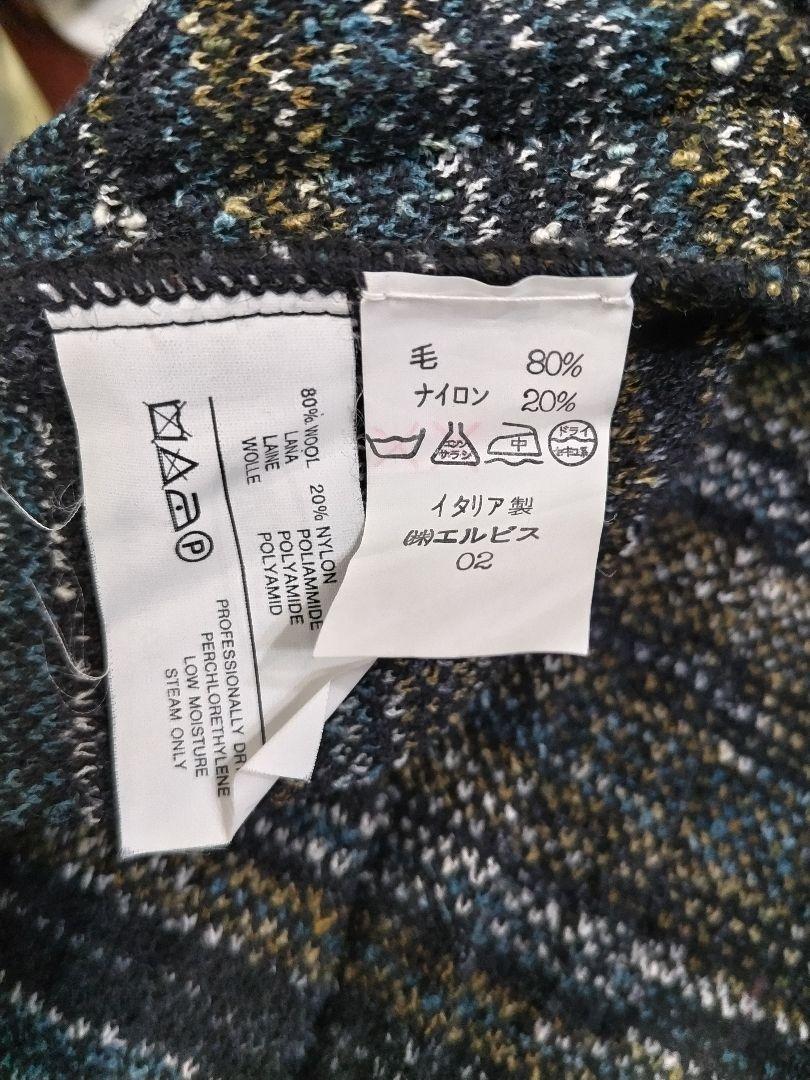 80% WOOL 20% NYLON
LANA POLIAMMIDE
LAINE POLYAMIDE
WOLLE POLYAMID
P
PROFESSIONALLY
PERCHLORETHYLENE
LOW MOISTURE
STEAM ONLY
毛 80%
ナイロン 20%
エンソ サラシ 中 ドライ
イタリア製
㈱エルビス
02